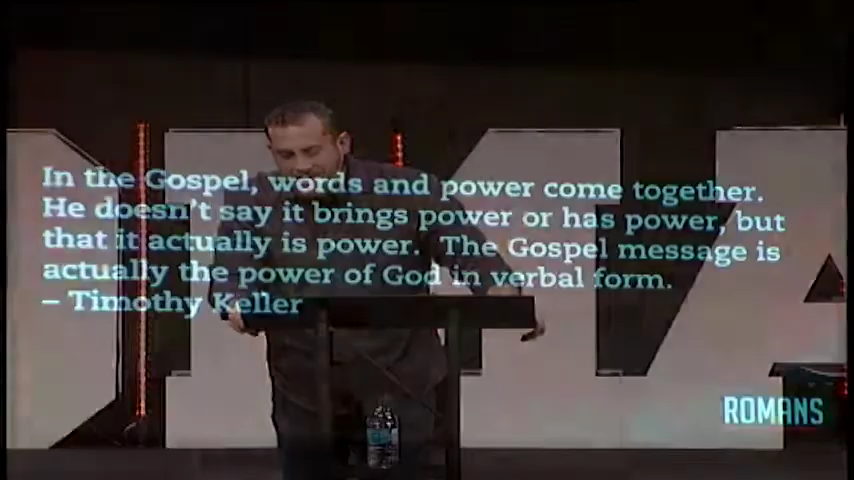 In the Gospel, words and power come together.
He doesn't say it brings power or has power, but
that it actually is power. The Gospel message is
actually the power of God in verbal form.
– Timothy Keller
ROMANS